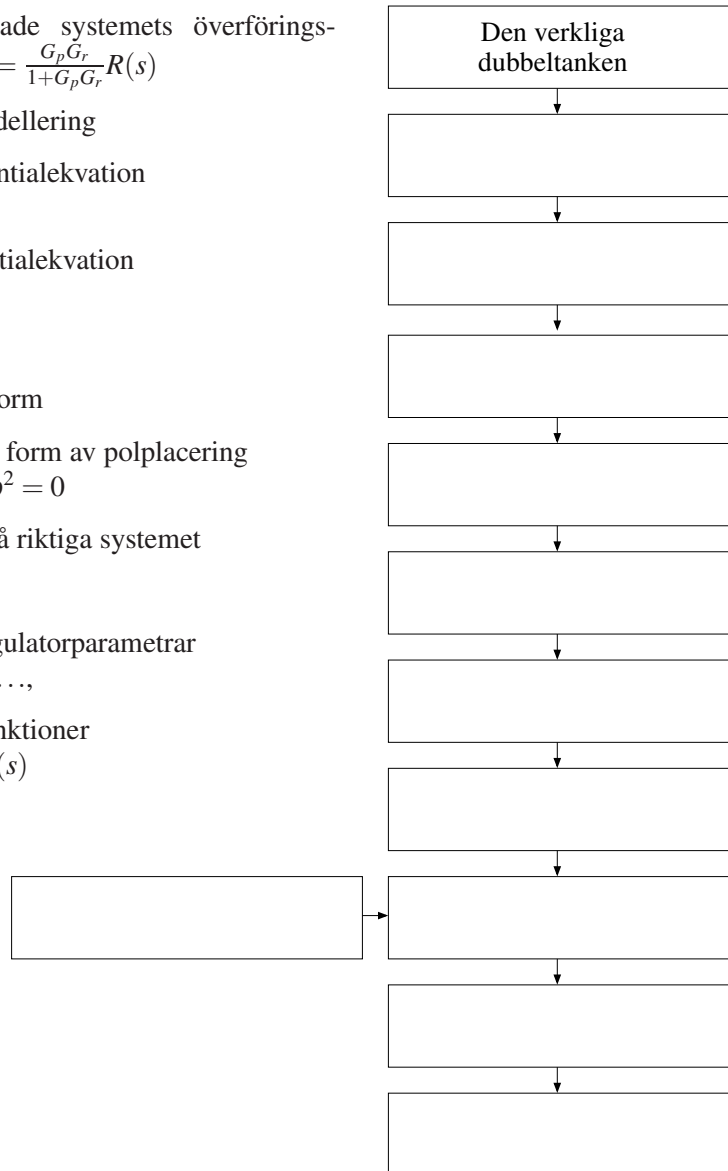 ade systemets överförings-
= \frac{G_pG_r}{1+G_pG_r}R(s)
dellering
ntialekvation
tialekvation
orm
form av polplacering
² = 0
å riktiga systemet
gulatorparametrar
...,
nktioner
(s)
Den verkliga
dubbeltanken